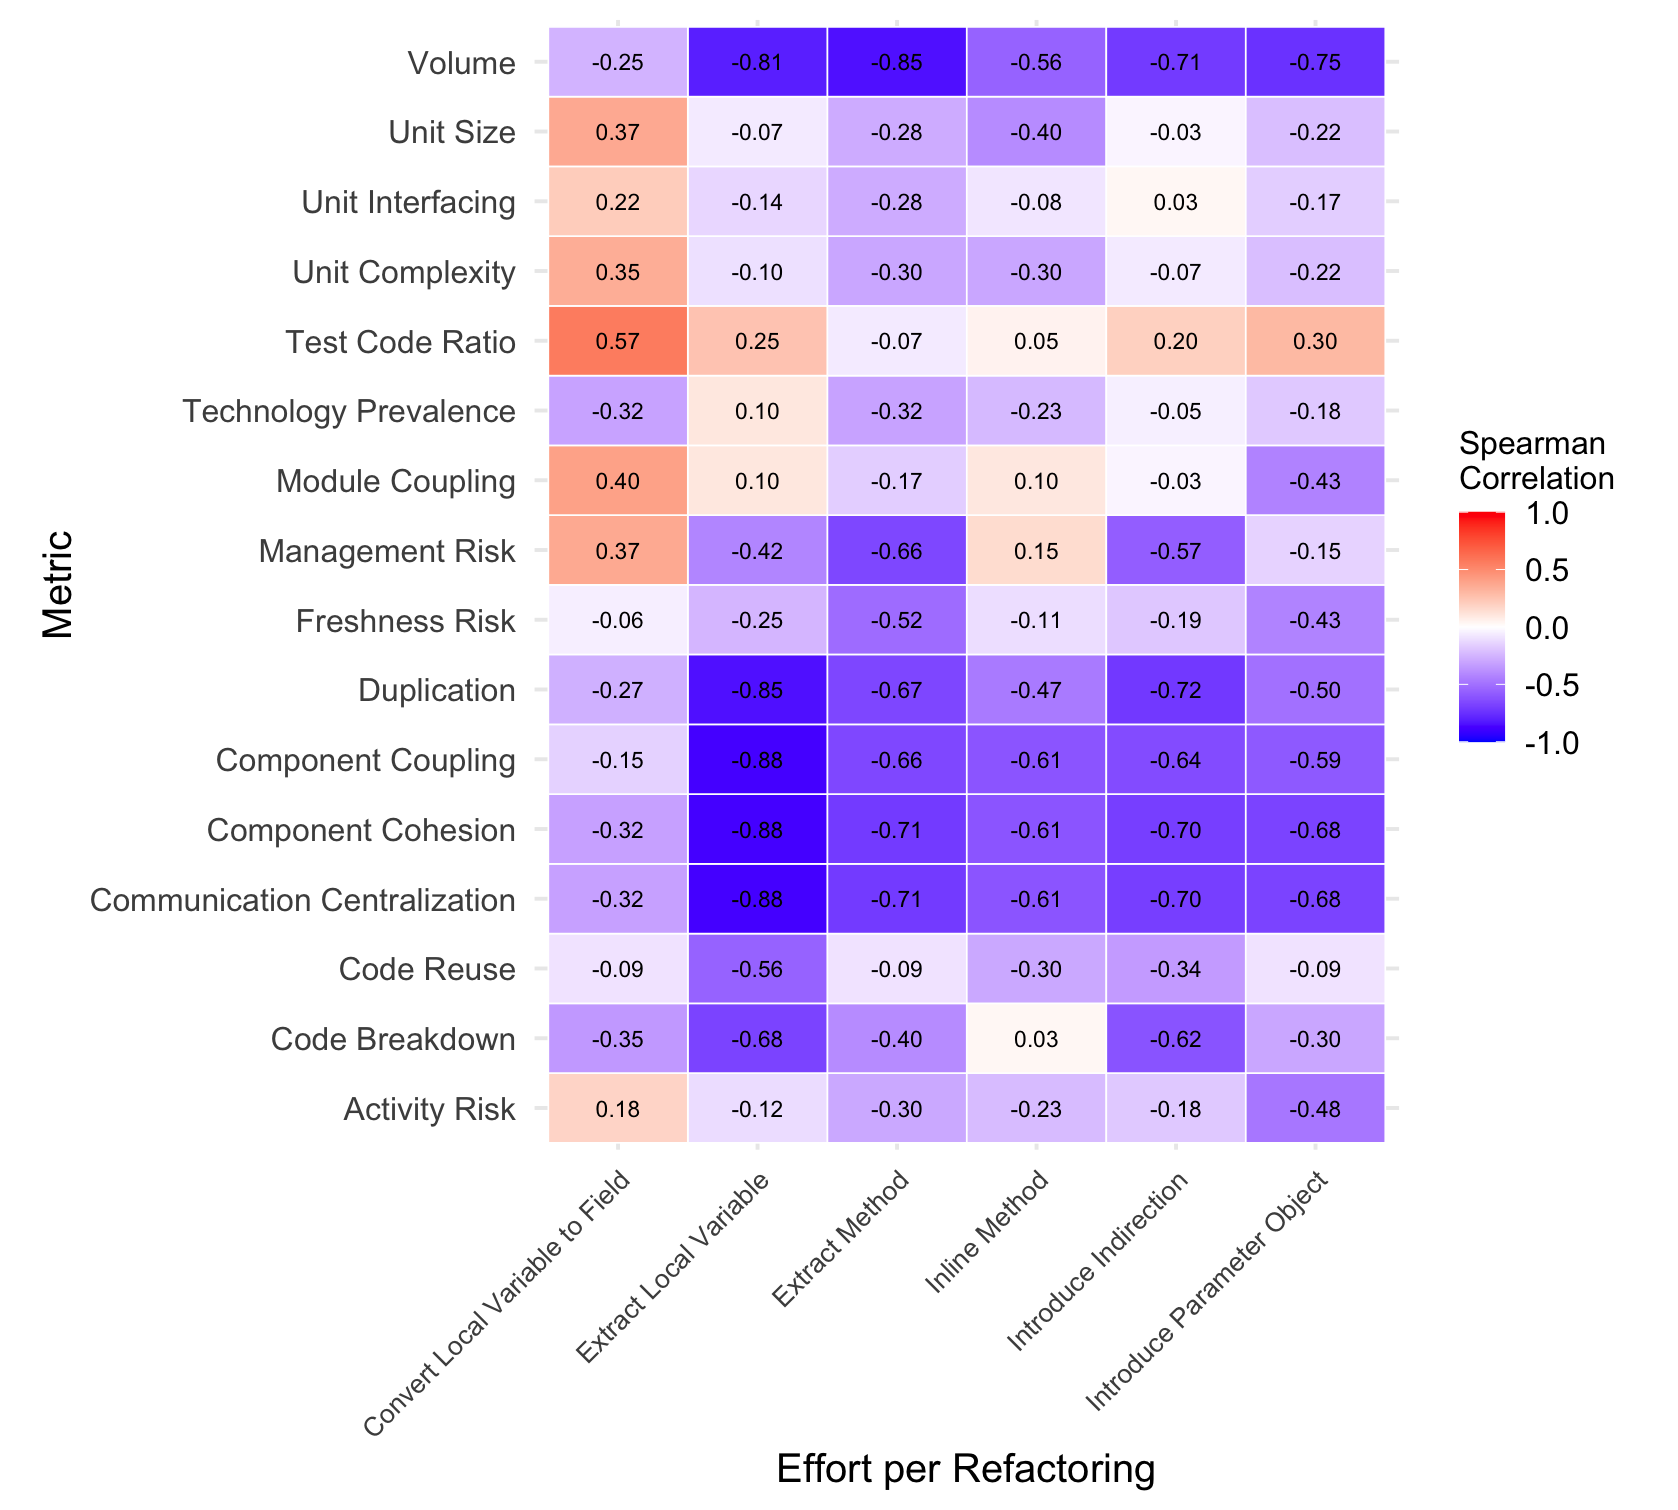 Volume -0.25 -0.81 -0.85 -0.56 -0.71 -0.75
Unit Size 0.37 -0.07 -0.28 -0.40 -0.03 -0.22
Unit Interfacing 0.22 -0.14 -0.28 -0.08 0.03 -0.17
Unit Complexity 0.35 -0.10 -0.30 -0.30 -0.07 -0.22
Test Code Ratio 0.57 0.25 -0.07 0.05 0.20 0.30
Technology Prevalence -0.32 0.10 -0.32 -0.23 -0.05 -0.18
Module Coupling 0.40 0.10 -0.17 0.10 -0.03 -0.43
Management Risk 0.37 -0.42 -0.66 0.15 -0.57 -0.15
Freshness Risk -0.06 -0.25 -0.52 -0.11 -0.19 -0.43
Duplication -0.27 -0.85 -0.67 -0.47 -0.72 -0.50
Component Coupling -0.15 -0.88 -0.66 -0.61 -0.64 -0.59
Component Cohesion -0.32 -0.88 -0.71 -0.61 -0.70 -0.68
Communication Centralization -0.32 -0.88 -0.71 -0.61 -0.70 -0.68
Code Reuse -0.09 -0.56 -0.09 -0.30 -0.34 -0.09
Code Breakdown -0.35 -0.68 -0.40 0.03 -0.62 -0.30
Activity Risk 0.18 -0.12 -0.30 -0.23 -0.18 -0.48
Metric
Convert Local Variable to Field
Extract Local Variable
Extract Method
Inline Method
Introduce Indirection
Introduce Parameter Object
Effort per Refactoring
Spearman
Correlation
1.0
0.5
0.0
-0.5
-1.0